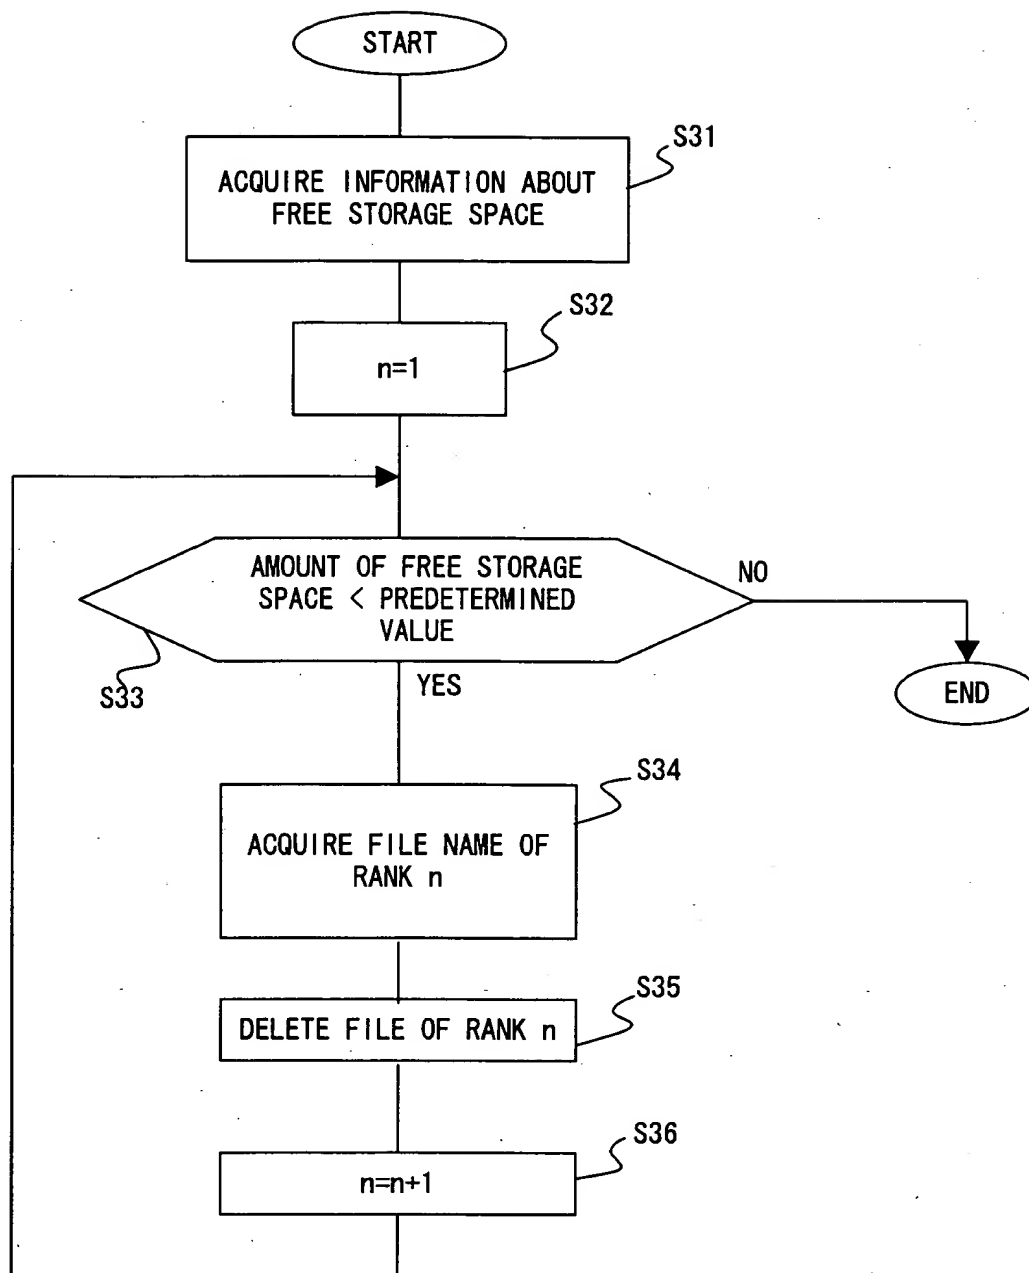 START
S31
ACQUIRE INFORMATION ABOUT
FREE STORAGE SPACE
S32
n=1
AMOUNT OF FREE STORAGE
SPACE < PREDETERMINED
VALUE
NO
S33
YES
END
S34
ACQUIRE FILE NAME OF
RANK n
S35
DELETE FILE OF RANK n
S36
n=n+1